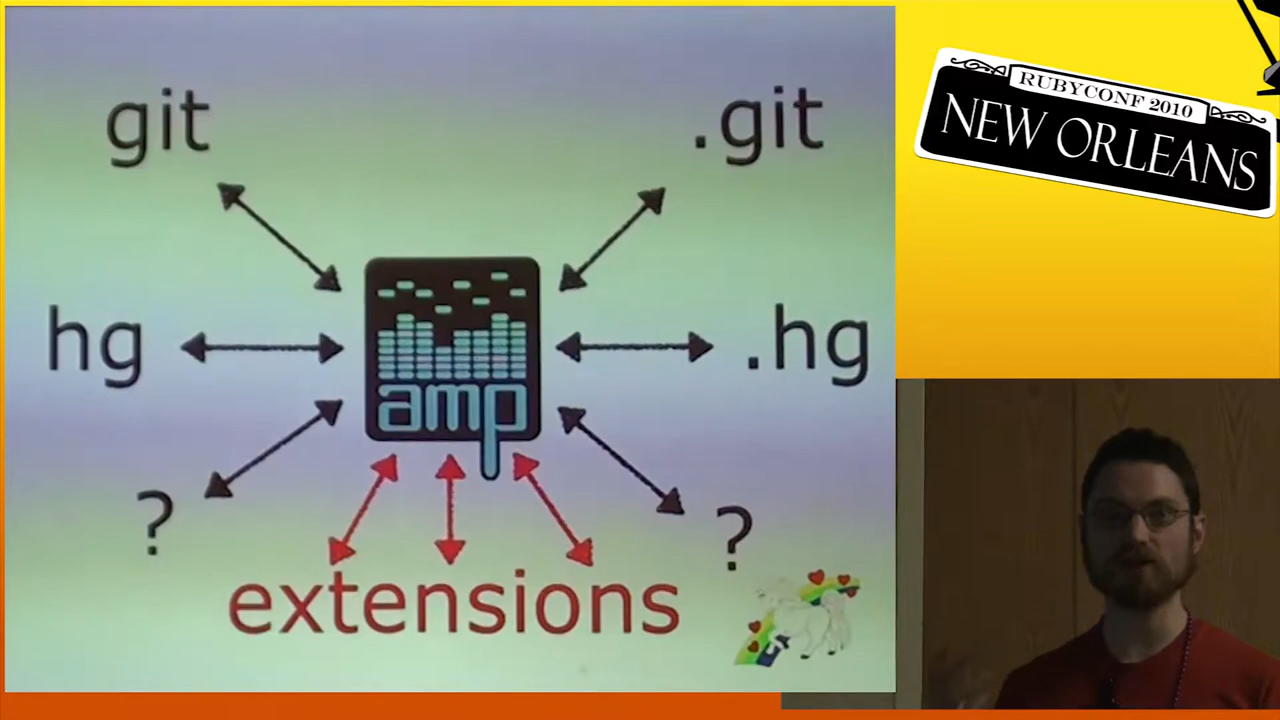 git
.git
hg
.hg
amp
?
?
extensions
RUBYCONF 2010
NEW ORLEANS